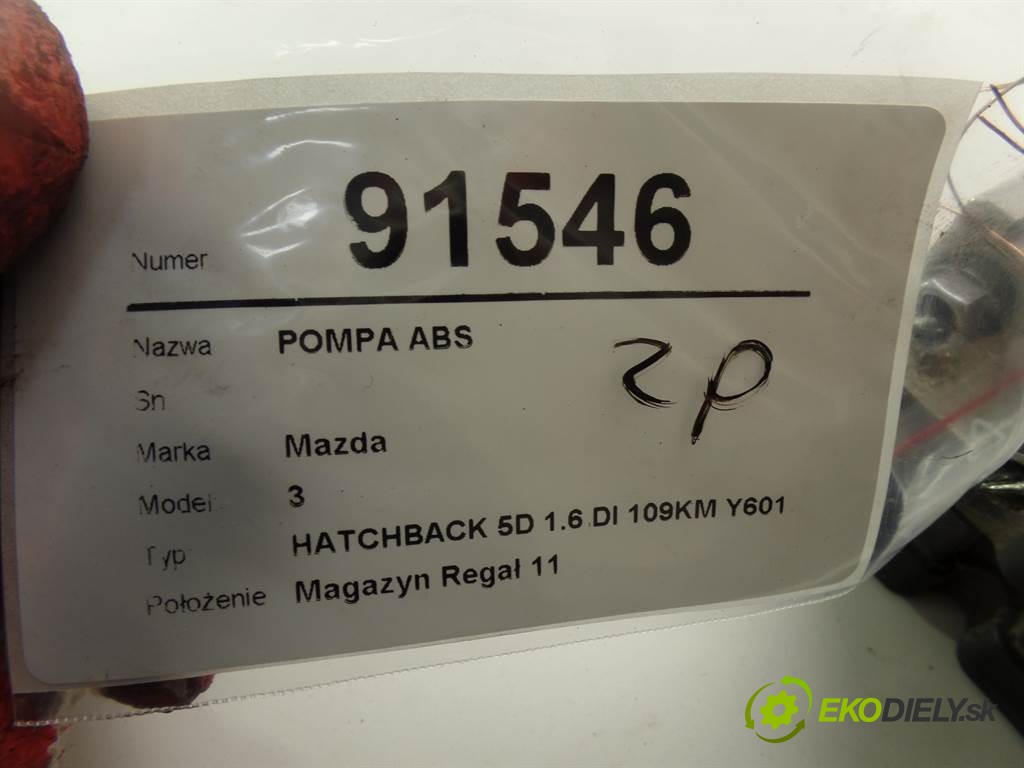 Numer 91546
Nazwa POMPA ABS
Sn
Marka Mazda
Model 3
Typ HATCHBACK 5D 1.6 DI 109KM Y601
Położenie Magazyn Regał 11
ZP
EKODIELY.sk